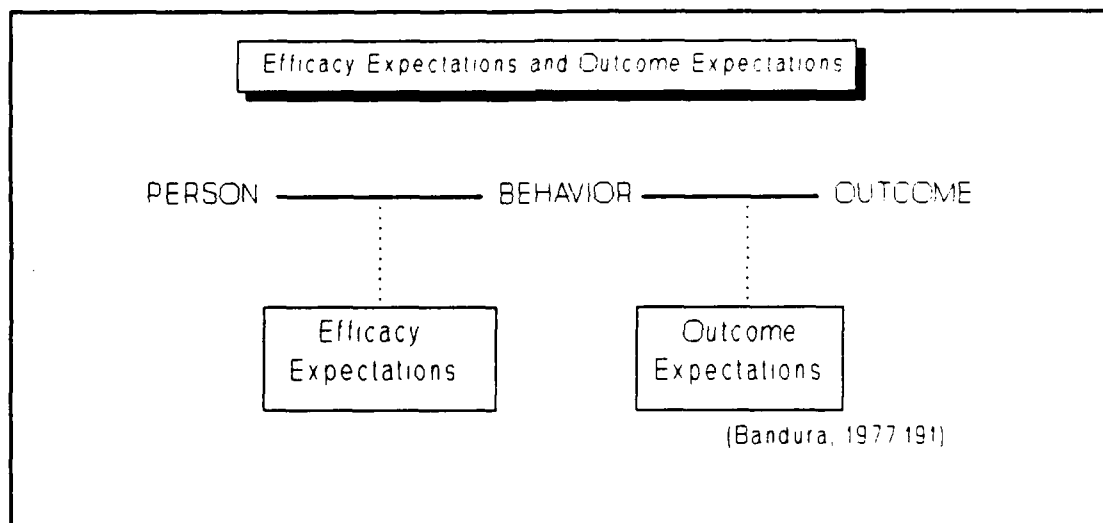 Efficacy Expectations and Outcome Expectations
PERSON BEHAVIOR OUTCOME
Efficacy
Expectations
Outcome
Expectations
(Bandura, 1977 191)